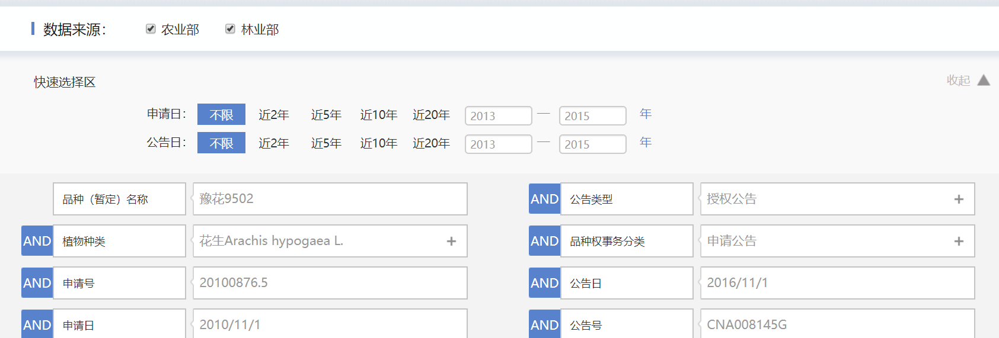 数据来源： 农业部 林业部
快速选择区 收起
申请日： 不限 近2年 近5年 近10年 近20年 2013 — 2015 年
公告日： 不限 近2年 近5年 近10年 近20年 2013 — 2015 年
品种（暂定）名称 豫花9502 AND 公告类型 授权公告 +
AND 植物种类 花生Arachis hypogaea L. + AND 品种权事务分类 申请公告 +
AND 申请号 20100876.5 AND 公告日 2016/11/1
AND 申请日 2010/11/1 AND 公告号 CNA008145G